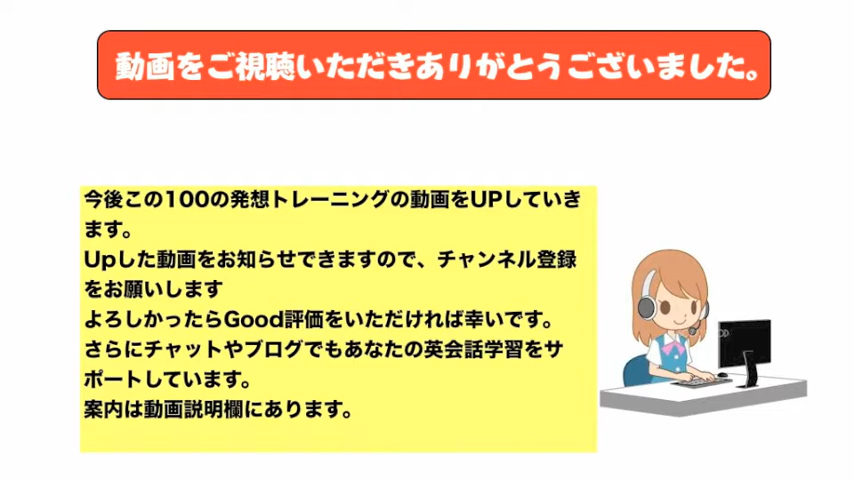 動画をご視聴いただきありがとうございました。
今後この100の発想トレーニングの動画をUPしていき
ます。
Upした動画をお知らせできますので、チャンネル登録
をお願いします
よろしかったらGood評価をいただければ幸いです。
さらにチャットやブログでもあなたの英会話学習をサ
ポートしています。
案内は動画説明欄にあります。